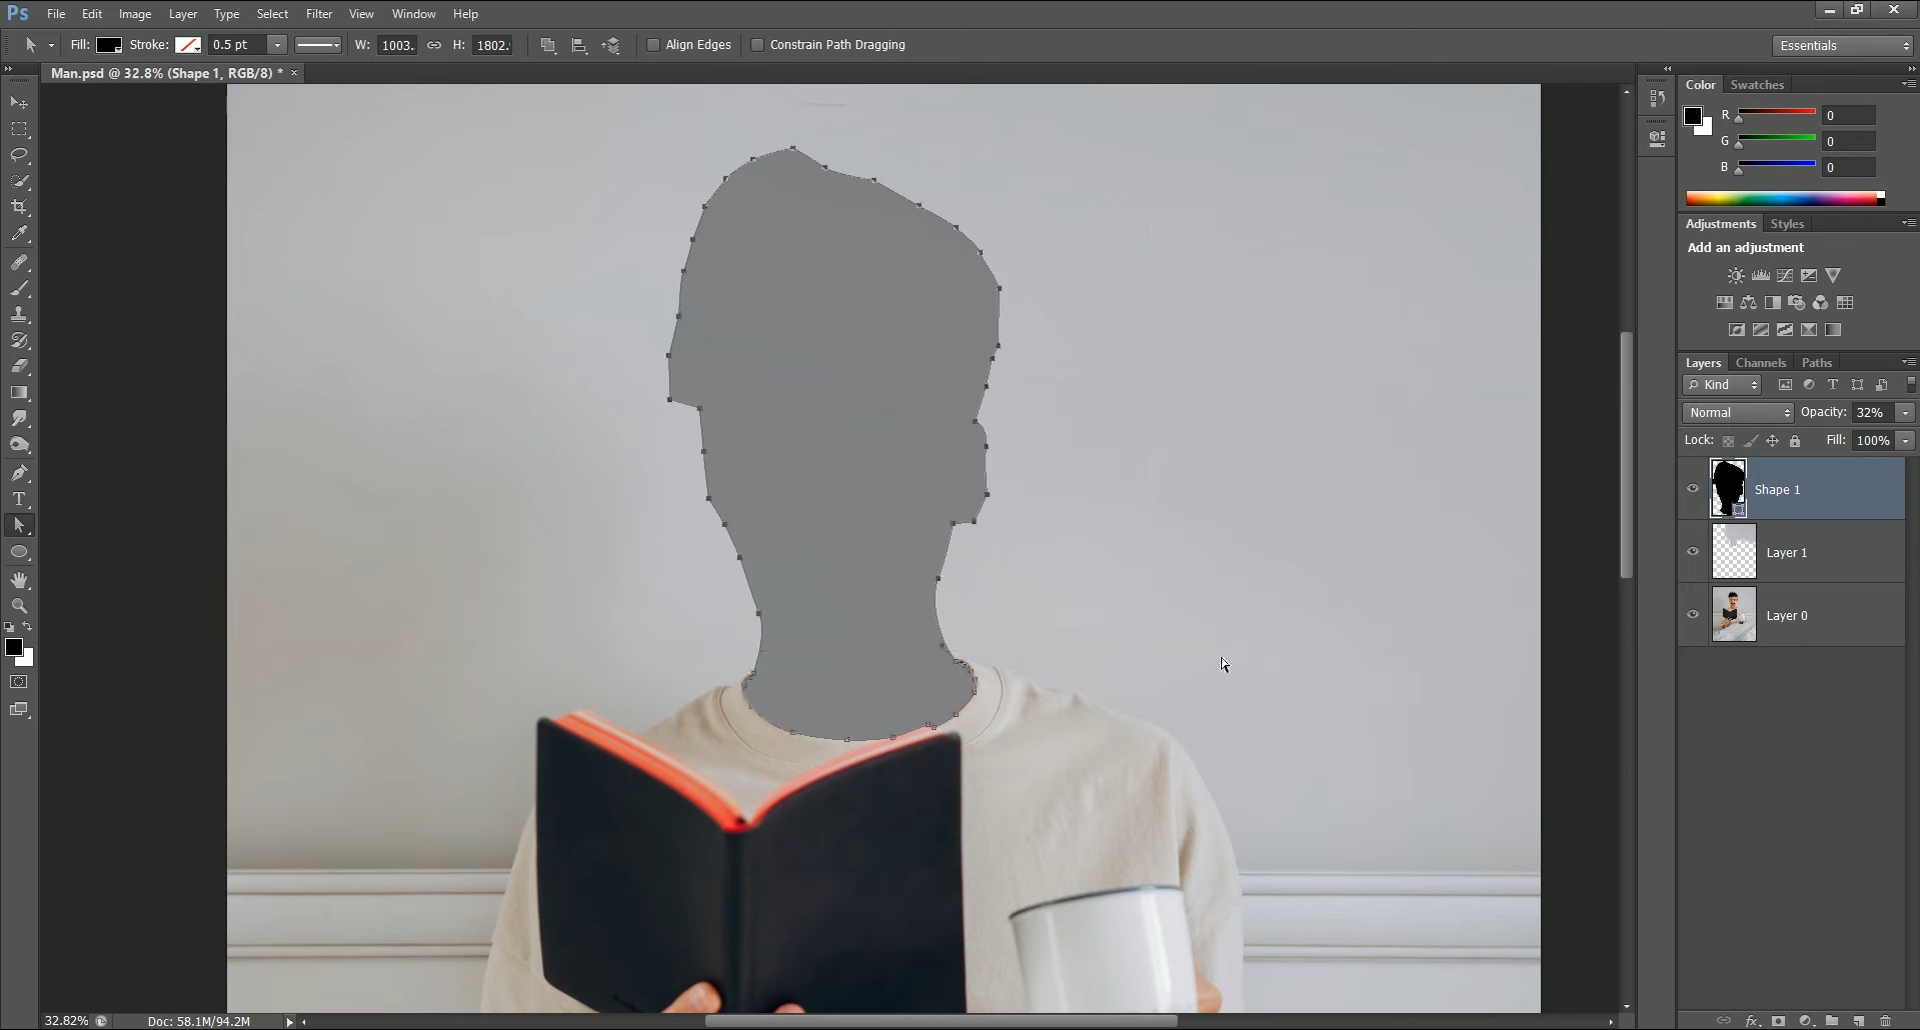 Ps File Edit Image Layer Type Select Filter View Window Help
Fill: Stroke: 0.5 pt W: 1003. H: 1802. Align Edges Constrain Path Dragging Essentials
Man.psd @ 32.8% (Shape 1, RGB/8) * ×
Color Swatches
R 0
G 0
B 0
Adjustments Styles
Add an adjustment
Layers Channels Paths
Kind T
Normal Opacity: 32%
Lock: Fill: 100%
Shape 1
Layer 1
Layer 0
T
32.82% Doc: 58.1M/94.2M fx